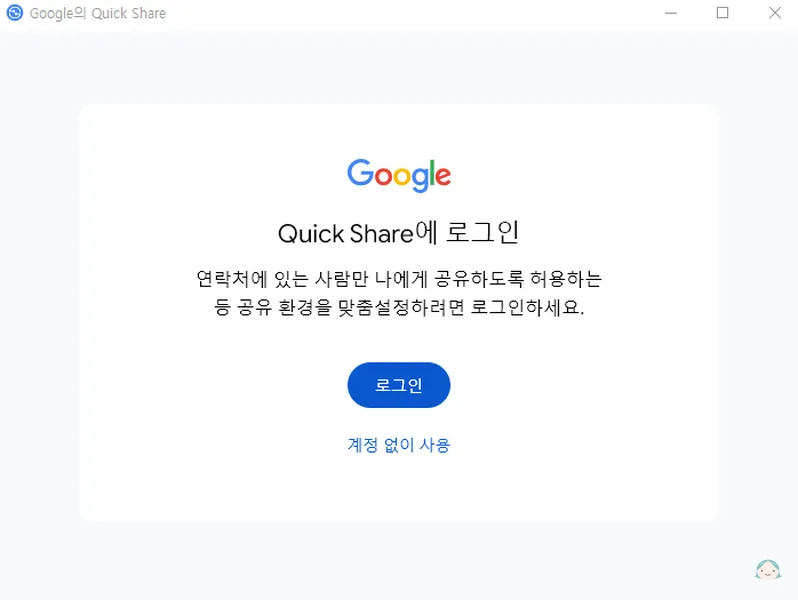 Google의 Quick Share
Google
Quick Share에 로그인
연락처에 있는 사람만 나에게 공유하도록 허용하는
등 공유 환경을 맞춤설정하려면 로그인하세요.
로그인
계정 없이 사용